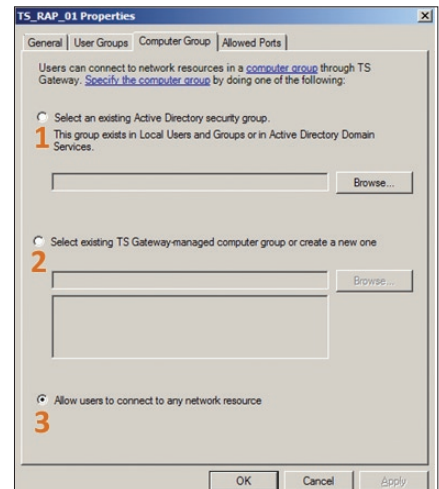 TS_RAP_01 Properties
General User Groups Computer Group Allowed Ports
Users can connect to network resources in a computer group through TS
Gateway. Specify the computer group by doing one of the following:
Select an existing Active Directory security group.
1
This group exists in Local Users and Groups or in Active Directory Domain
Services.
Browse...
Select existing TS Gateway-managed computer group or create a new one
2
Browse...
Allow users to connect to any network resource
3
OK Cancel Apply